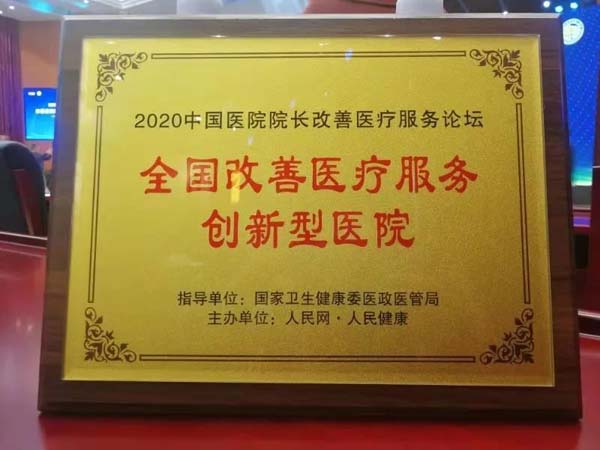 2020中国医院院长改善医疗服务论坛
全国改善医疗服务
创新型医院
指导单位：国家卫生健康委医政医管局
主办单位：人民网·人民健康